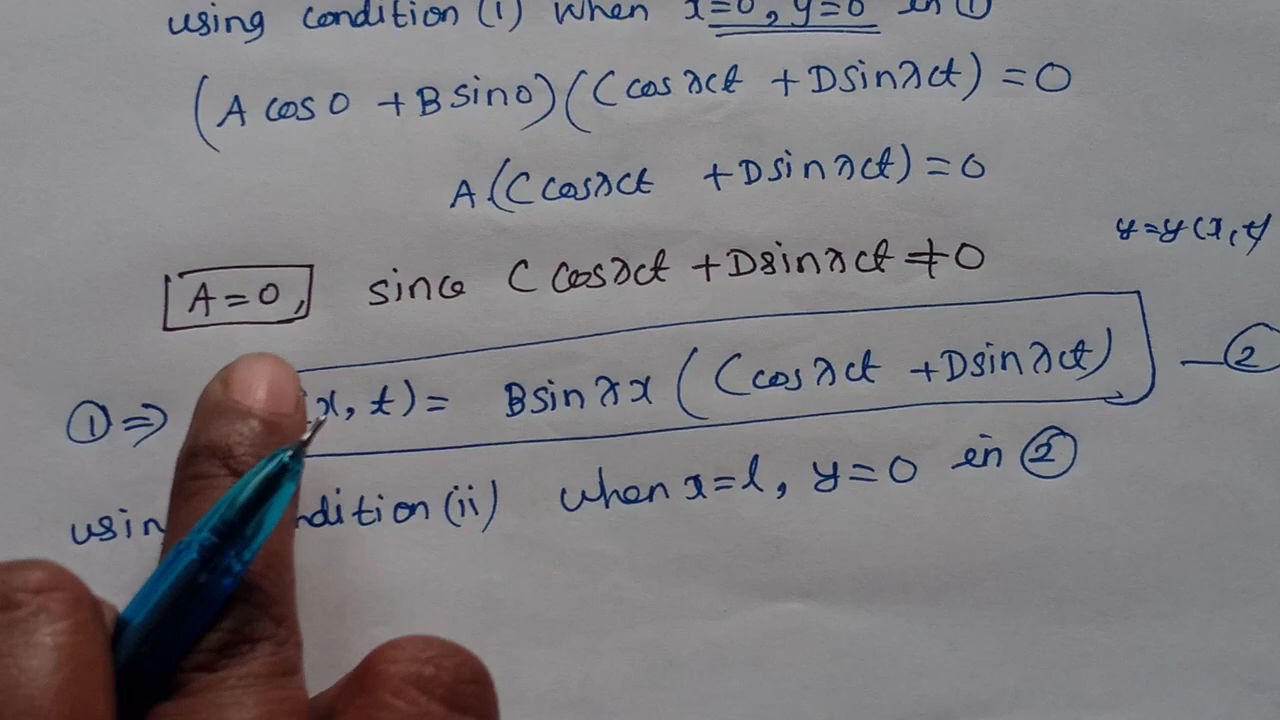 using condition (i) when x=0, y=0 in ①
(A cos 0 + B sin 0) (C cos λct + D sin λct) = 0
A (C cos λct + D sin λct) = 0
y = y(x, t)
A = 0, since C cos λct + D sin λct ≠ 0
① ⇒ x, t) = B sin λx (C cos λct + D sin λct) — ②
using condition (ii) when x = l, y = 0 in ②